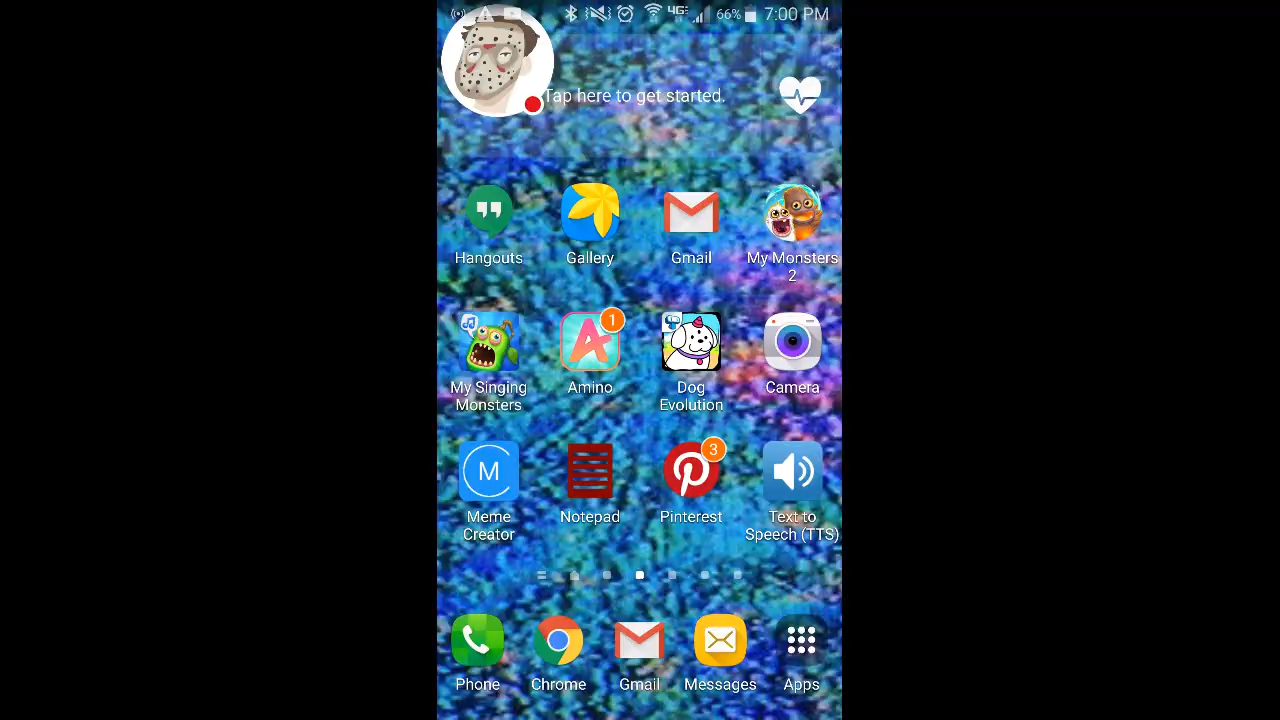 4G 66% 7:00 PM
Tap here to get started.
Hangouts Gallery Gmail My Monsters
2
1
My Singing Amino Dog Camera
Monsters Evolution
M 3
Meme Notepad Pinterest Text to
Creator Speech (TTS)
Phone Chrome Gmail Messages Apps